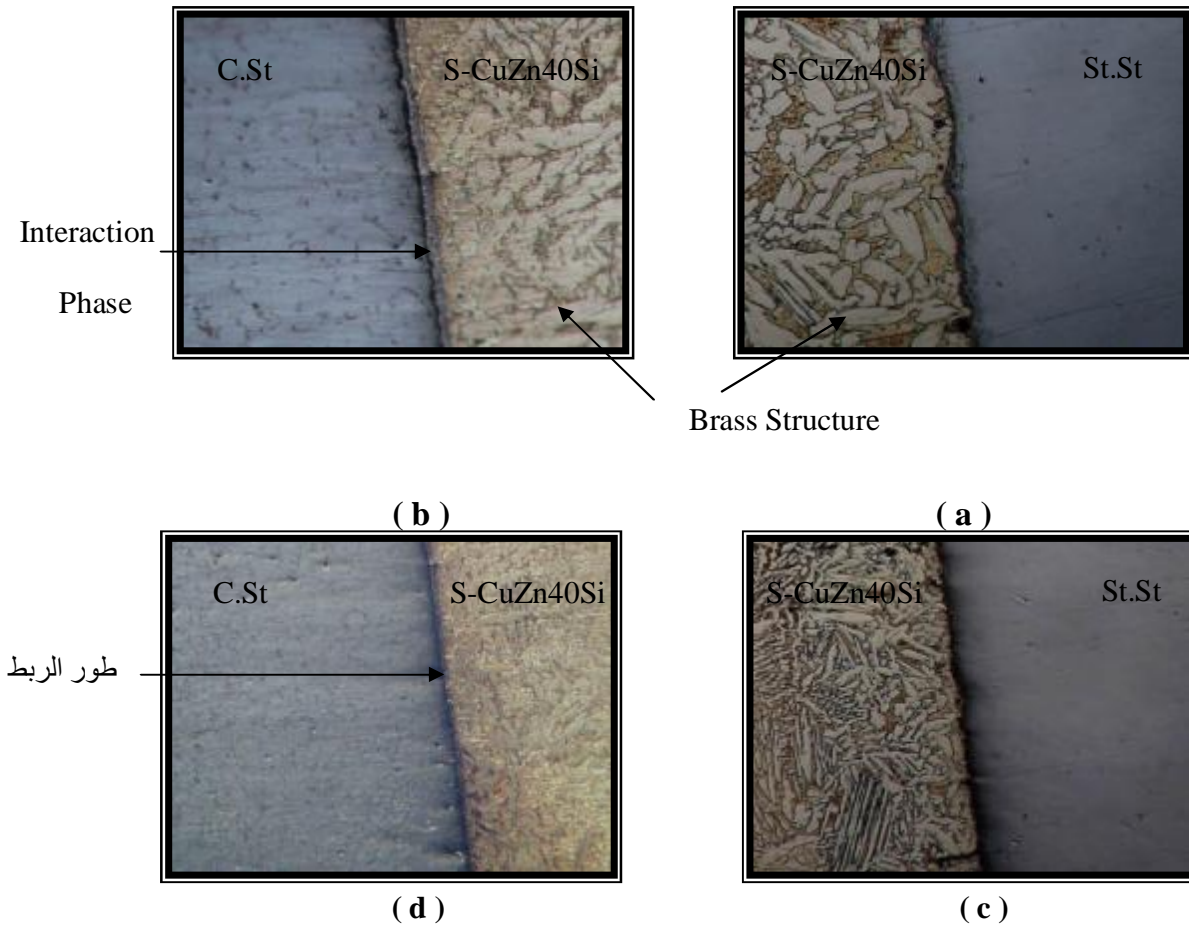 C.St
S-CuZn40Si
S-CuZn40Si
St.St
Interaction
Phase
Brass Structure
( b )
( a )
C.St
S-CuZn40Si
S-CuZn40Si
St.St
طور الربط
( d )
( c )